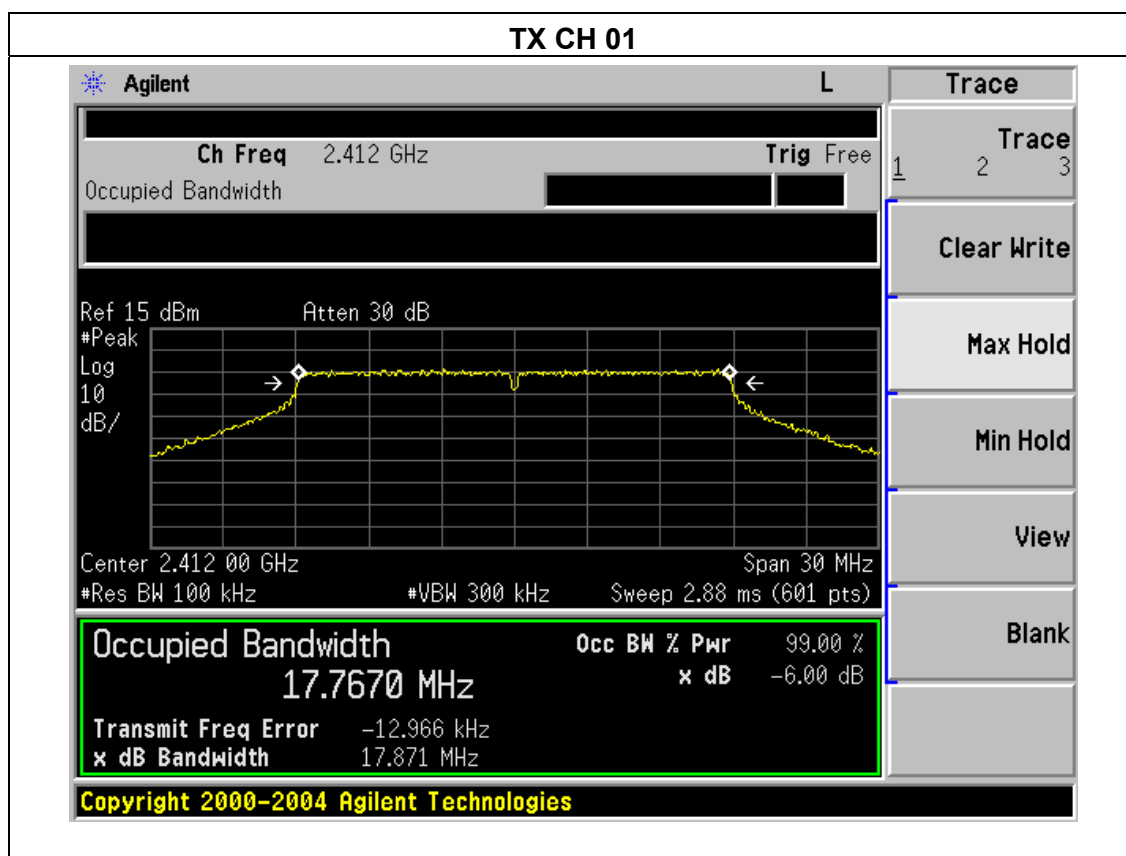 TX CH 01
Agilent L Trace
Ch Freq 2.412 GHz Trig Free
Occupied Bandwidth
Trace
1 2 3
Clear Write
Max Hold
Min Hold
View
Blank
Ref 15 dBm Atten 30 dB
#Peak
Log
10
dB/
Center 2.412 00 GHz Span 30 MHz
#Res BW 100 kHz #VBW 300 kHz Sweep 2.88 ms (601 pts)
Occupied Bandwidth Occ BW % Pwr 99.00 %
17.7670 MHz x dB -6.00 dB
Transmit Freq Error -12.966 kHz
x dB Bandwidth 17.871 MHz
Copyright 2000-2004 Agilent Technologies